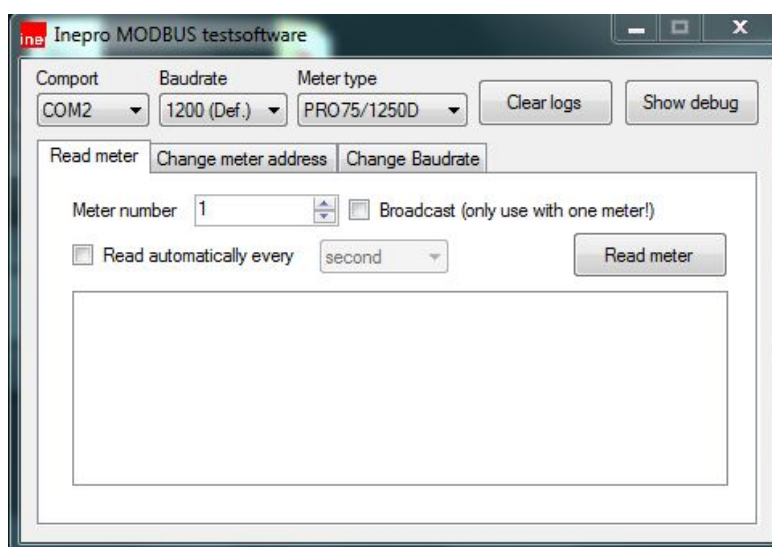 ine Inepro MODBUS testsoftware
Comport Baudrate Meter type
COM2 1200 (Def.) PRO75/1250D Clear logs Show debug
Read meter Change meter address Change Baudrate
Meter number 1 Broadcast (only use with one meter!)
Read automatically every second Read meter